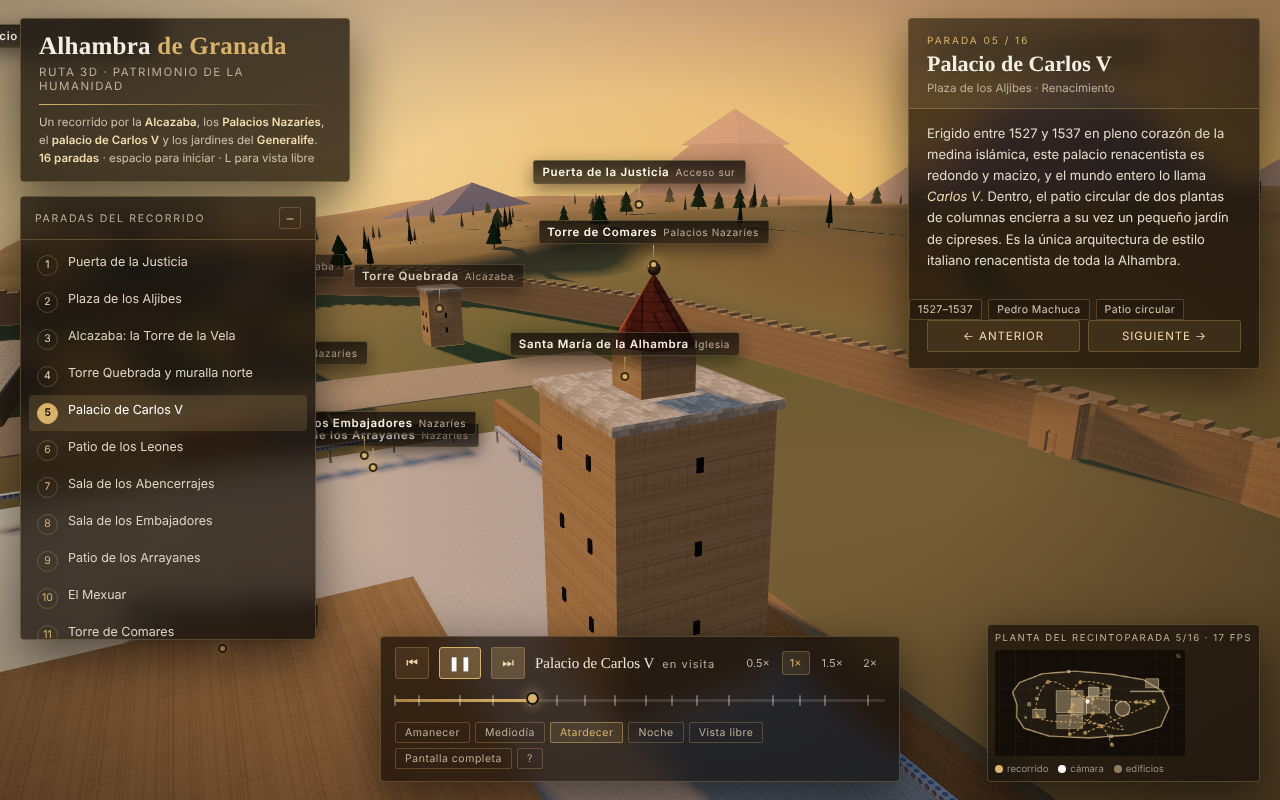 cio
Alhambra de Granada
RUTA 3D · PATRIMONIO DE LA
HUMANIDAD
Un recorrido por la Alcazaba, los Palacios Nazaríes,
el palacio de Carlos V y los jardines del Generalife.
16 paradas · espacio para iniciar · L para vista libre
PARADAS DEL RECORRIDO
−
1 Puerta de la Justicia
2 Plaza de los Aljibes
3 Alcazaba: la Torre de la Vela
4 Torre Quebrada y muralla norte
5 Palacio de Carlos V
6 Patio de los Leones
7 Sala de los Abencerrajes
8 Sala de los Embajadores
9 Patio de los Arrayanes
10 El Mexuar
11 Torre de Comares
Puerta de la Justicia Acceso sur
Torre de Comares Palacios Nazaríes
aba
Torre Quebrada Alcazaba
Santa María de la Alhambra Iglesia
lazaríes
os Embajadores Nazaríes
de los Arrayanes Nazaríes
PARADA 05 / 16
Palacio de Carlos V
Plaza de los Aljibes · Renacimiento
Erigido entre 1527 y 1537 en pleno corazón de la
medina islámica, este palacio renacentista es
redondo y macizo, y el mundo entero lo llama
Carlos V. Dentro, el patio circular de dos plantas
de columnas encierra a su vez un pequeño jardín
de cipreses. Es la única arquitectura de estilo
italiano renacentista de toda la Alhambra.
1527–1537 Pedro Machuca Patio circular
← ANTERIOR SIGUIENTE →
Palacio de Carlos V en visita 0.5× 1× 1.5× 2×
Amanecer Mediodía Atardecer Noche Vista libre
Pantalla completa ?
PLANTA DEL RECINTO PARADA 5/16 · 17 FPS
N
recorrido cámara edificios